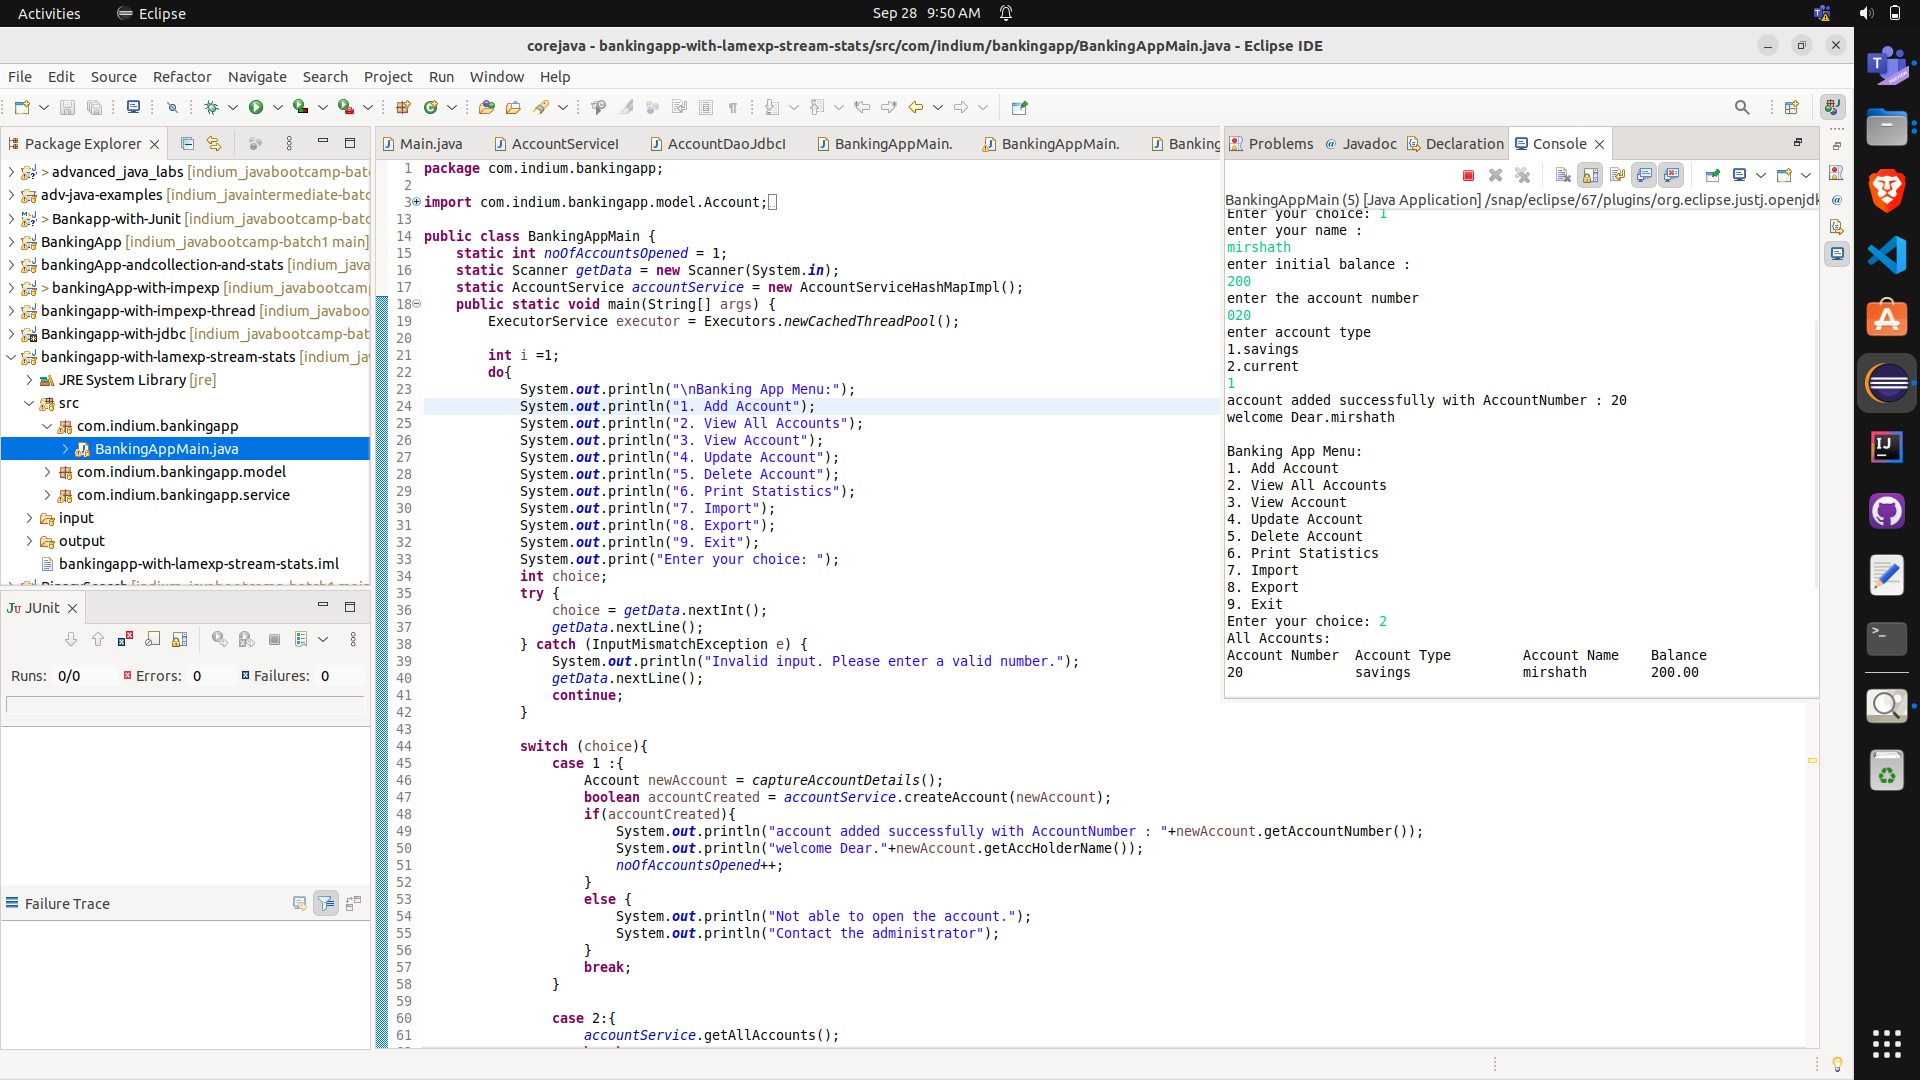 Activities
Eclipse
Sep 28 9:50 AM
corejava - bankingapp-with-lamexp-stream-stats/src/com/indium/bankingapp/BankingAppMain.java - Eclipse IDE
File Edit Source Refactor Navigate Search Project Run Window Help
Package Explorer
> advanced_java_labs [indium_javabootcamp-batc
adv-java-examples [indium_javaintermediate-batc
> Bankapp-with-Junit [indium_javabootcamp-batc
BankingApp [indium_javabootcamp-batch1 main]
bankingApp-andcollection-and-stats [indium_java
> bankingApp-with-impexp [indium_javabootcamp
bankingapp-with-impexp-thread [indium_javaboo
Bankingapp-with-jdbc [indium_javabootcamp-bat
bankingapp-with-lamexp-stream-stats [indium_ja
JRE System Library [jre]
src
com.indium.bankingapp
BankingAppMain.java
com.indium.bankingapp.model
com.indium.bankingapp.service
input
output
bankingapp-with-lamexp-stream-stats.iml
JUnit
Runs: 0/0 Errors: 0 Failures: 0
Failure Trace
Main.java AccountServiceI AccountDaoJdbcI BankingAppMain. BankingAppMain. Banking
1 package com.indium.bankingapp;
2
3 import com.indium.bankingapp.model.Account;
13
14 public class BankingAppMain {
15 static int noOfAccountsOpened = 1;
16 static Scanner getData = new Scanner(System.in);
17 static AccountService accountService = new AccountServiceHashMapImpl();
18 public static void main(String[] args) {
19 ExecutorService executor = Executors.newCachedThreadPool();
20
21 int i =1;
22 do{
23 System.out.println("\nBanking App Menu:");
24 System.out.println("1. Add Account");
25 System.out.println("2. View All Accounts");
26 System.out.println("3. View Account");
27 System.out.println("4. Update Account");
28 System.out.println("5. Delete Account");
29 System.out.println("6. Print Statistics");
30 System.out.println("7. Import");
31 System.out.println("8. Export");
32 System.out.println("9. Exit");
33 System.out.print("Enter your choice: ");
34 int choice;
35 try {
36 choice = getData.nextInt();
37 getData.nextLine();
38 } catch (InputMismatchException e) {
39 System.out.println("Invalid input. Please enter a valid number.");
40 getData.nextLine();
41 continue;
42 }
43
44 switch (choice){
45 case 1 :{
46 Account newAccount = captureAccountDetails();
47 boolean accountCreated = accountService.createAccount(newAccount);
48 if(accountCreated){
49 System.out.println("account added successfully with AccountNumber : "+newAccount.getAccountNumber());
50 System.out.println("welcome Dear."+newAccount.getAccHolderName());
51 noOfAccountsOpened++;
52 }
53 else {
54 System.out.println("Not able to open the account.");
55 System.out.println("Contact the administrator");
56 }
57 break;
58 }
59
60 case 2:{
61 accountService.getAllAccounts();
Problems Javadoc Declaration Console
BankingAppMain (5) [Java Application] /snap/eclipse/67/plugins/org.eclipse.justj.openjdk
Enter your choice: 1
enter your name :
mirshath
enter initial balance :
200
enter the account number
020
enter account type
1.savings
2.current
1
account added successfully with AccountNumber : 20
welcome Dear.mirshath
Banking App Menu:
1. Add Account
2. View All Accounts
3. View Account
4. Update Account
5. Delete Account
6. Print Statistics
7. Import
8. Export
9. Exit
Enter your choice: 2
All Accounts:
Account Number Account Type Account Name Balance
20 savings mirshath 200.00